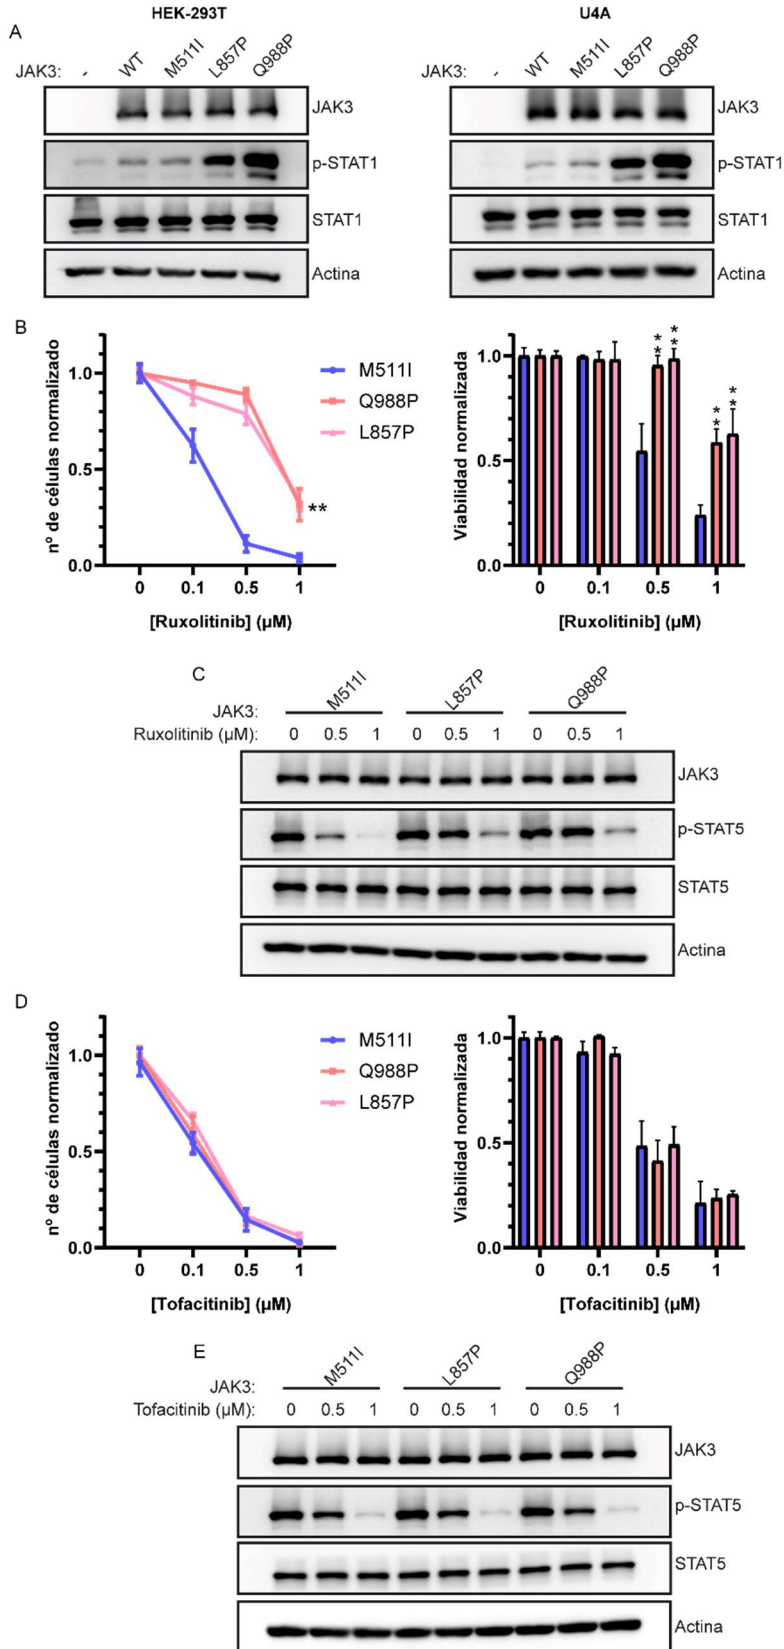 HEK-293T
U4A
A
JAK3: - WT M511I L857P Q988P
JAK3: - WT M511I L857P Q988P
JAK3
JAK3
p-STAT1
p-STAT1
STAT1
STAT1
Actina
Actina
B
nº de células normalizado
1.0
0.5
0.0
0 0.1 0.5 1
[Ruxolitinib] (µM)
M511I
Q988P
L857P
**
Viabilidad normalizada
1.0
0.5
0.0
0 0.1 0.5 1
[Ruxolitinib] (µM)
** ** ** **
C
JAK3: M511I L857P Q988P
Ruxolitinib (µM): 0 0.5 1 0 0.5 1 0 0.5 1
JAK3
p-STAT5
STAT5
Actina
D
nº de células normalizado
1.0
0.5
0.0
0 0.1 0.5 1
[Tofacitinib] (µM)
M511I
Q988P
L857P
Viabilidad normalizada
1.0
0.5
0.0
0 0.1 0.5 1
[Tofacitinib] (µM)
E
JAK3: M511I L857P Q988P
Tofacitinib (µM): 0 0.5 1 0 0.5 1 0 0.5 1
JAK3
p-STAT5
STAT5
Actina